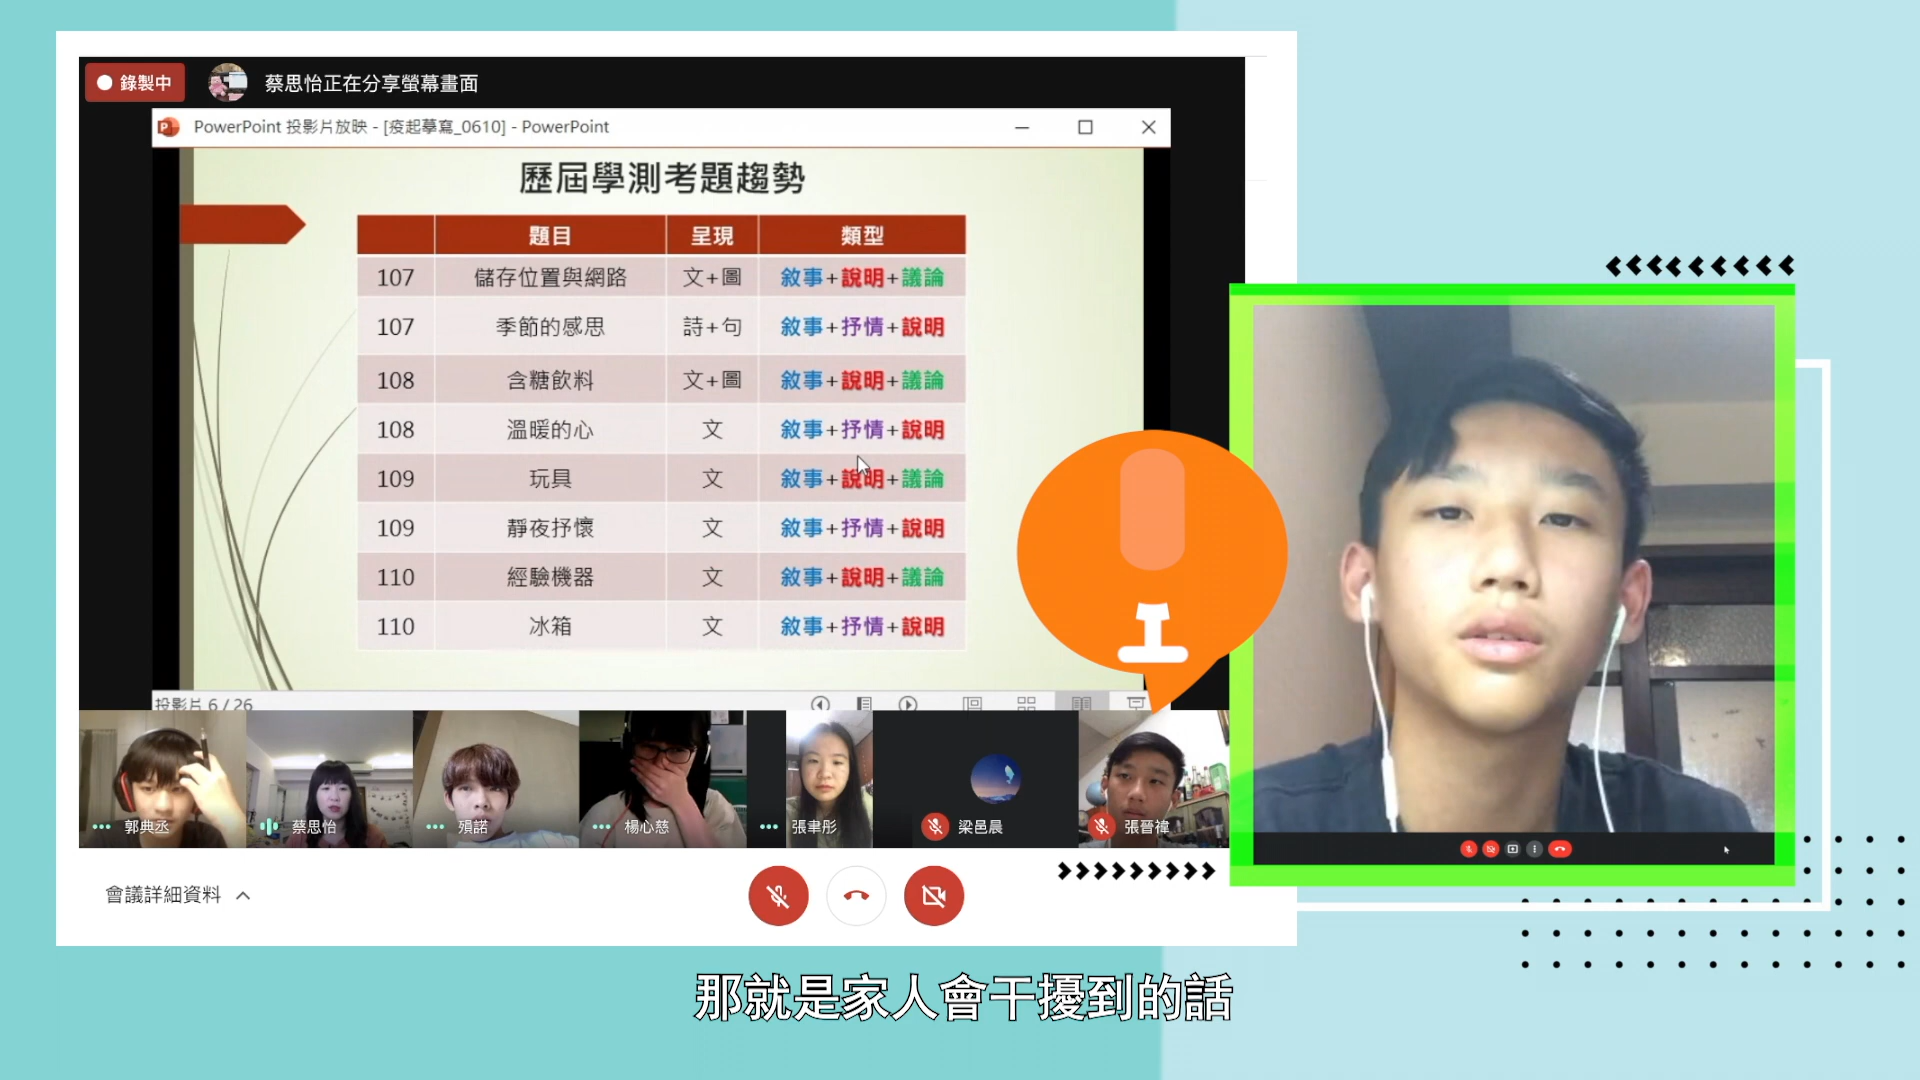 錄製中
蔡思怡正在分享螢幕畫面
PowerPoint 投影片放映 - [疫起摹寫_0610] - PowerPoint
歷屆學測考題趨勢
題目 呈現 類型
107 儲存位置與網路 文+圖 敘事+說明+議論
107 季節的感思 詩+句 敘事+抒情+說明
108 含糖飲料 文+圖 敘事+說明+議論
108 溫暖的心 文 敘事+抒情+說明
109 玩具 文 敘事+說明+議論
109 靜夜抒懷 文 敘事+抒情+說明
110 經驗機器 文 敘事+說明+議論
110 冰箱 文 敘事+抒情+說明
投影片 6 / 26
郭典丞
蔡思怡
殞諾
楊心慈
張聿彤
梁邑晨
張晉禕
會議詳細資料
那就是家人會干擾到的話